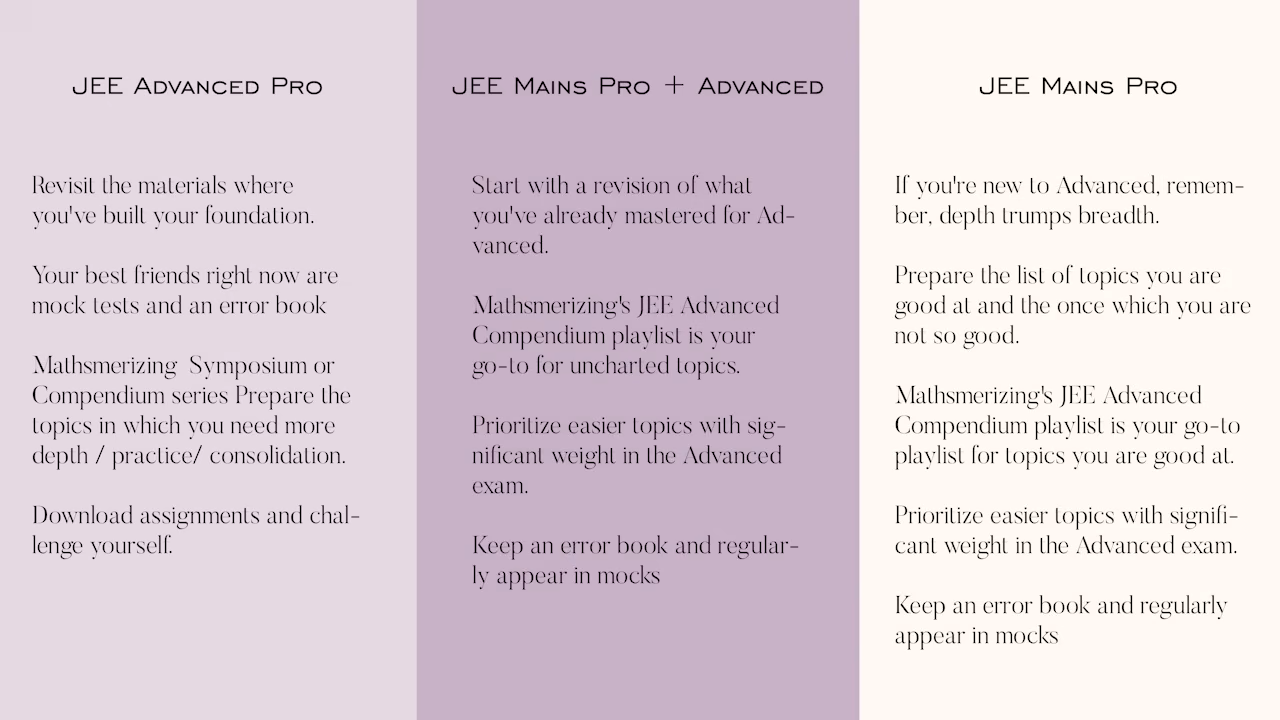 JEE Advanced Pro
Revisit the materials where
you've built your foundation.
Your best friends right now are
mock tests and an error book
Mathsmerizing Symposium or
Compendium series Prepare the
topics in which you need more
depth / practice/ consolidation.
Download assignments and chal-
lenge yourself.
JEE Mains Pro + Advanced
Start with a revision of what
you've already mastered for Ad-
vanced.
Mathsmerizing's JEE Advanced
Compendium playlist is your
go-to for uncharted topics.
Prioritize easier topics with sig-
nificant weight in the Advanced
exam.
Keep an error book and regular-
ly appear in mocks
JEE Mains Pro
If you're new to Advanced, remem-
ber, depth trumps breadth.
Prepare the list of topics you are
good at and the once which you are
not so good.
Mathsmerizing's JEE Advanced
Compendium playlist is your go-to
playlist for topics you are good at.
Prioritize easier topics with signifi-
cant weight in the Advanced exam.
Keep an error book and regularly
appear in mocks